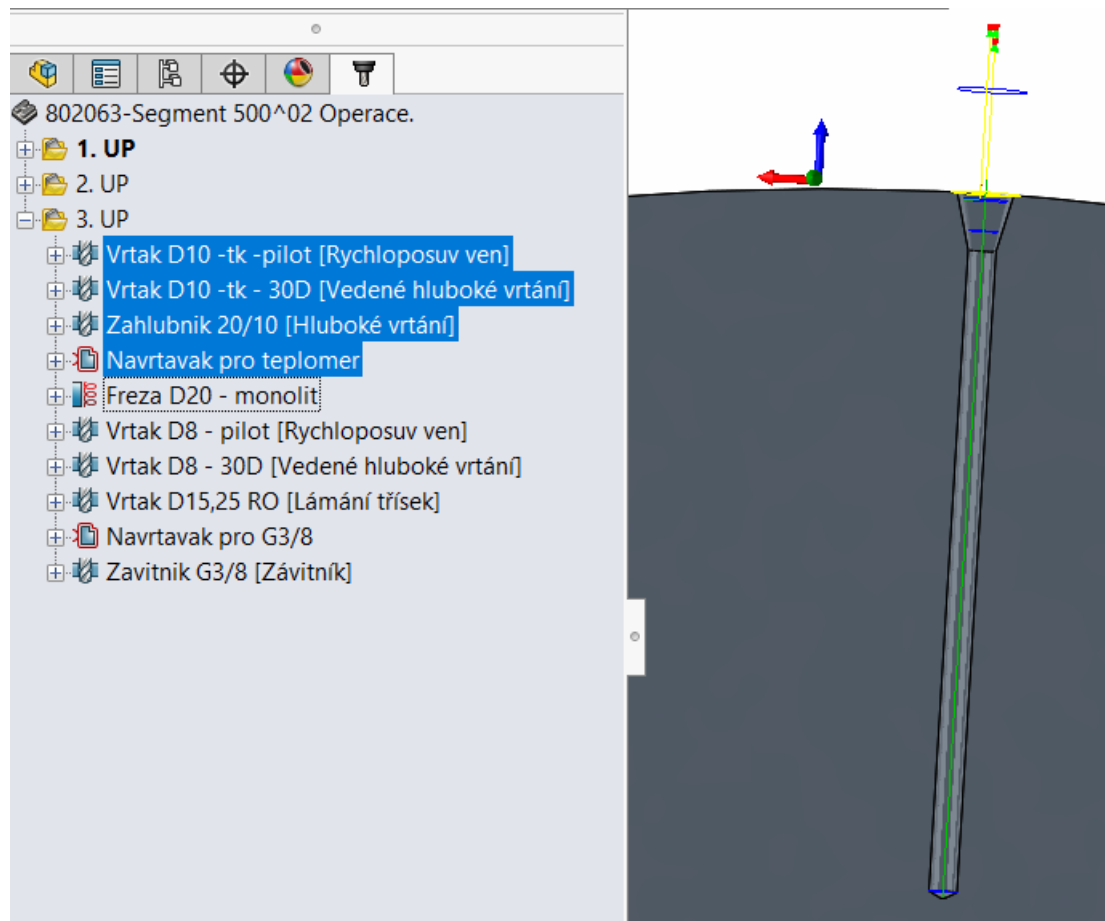 802063-Segment 500^02 Operace.
1. UP
2. UP
3. UP
Vrtak D10 -tk -pilot [Rychloposuv ven]
Vrtak D10 -tk - 30D [Vedené hluboké vrtání]
Zahlubnik 20/10 [Hluboké vrtání]
Navrtavak pro teplomer
Freza D20 - monolit
Vrtak D8 - pilot [Rychloposuv ven]
Vrtak D8 - 30D [Vedené hluboké vrtání]
Vrtak D15,25 RO [Lámání třísek]
Navrtavak pro G3/8
Zavitnik G3/8 [Závitník]